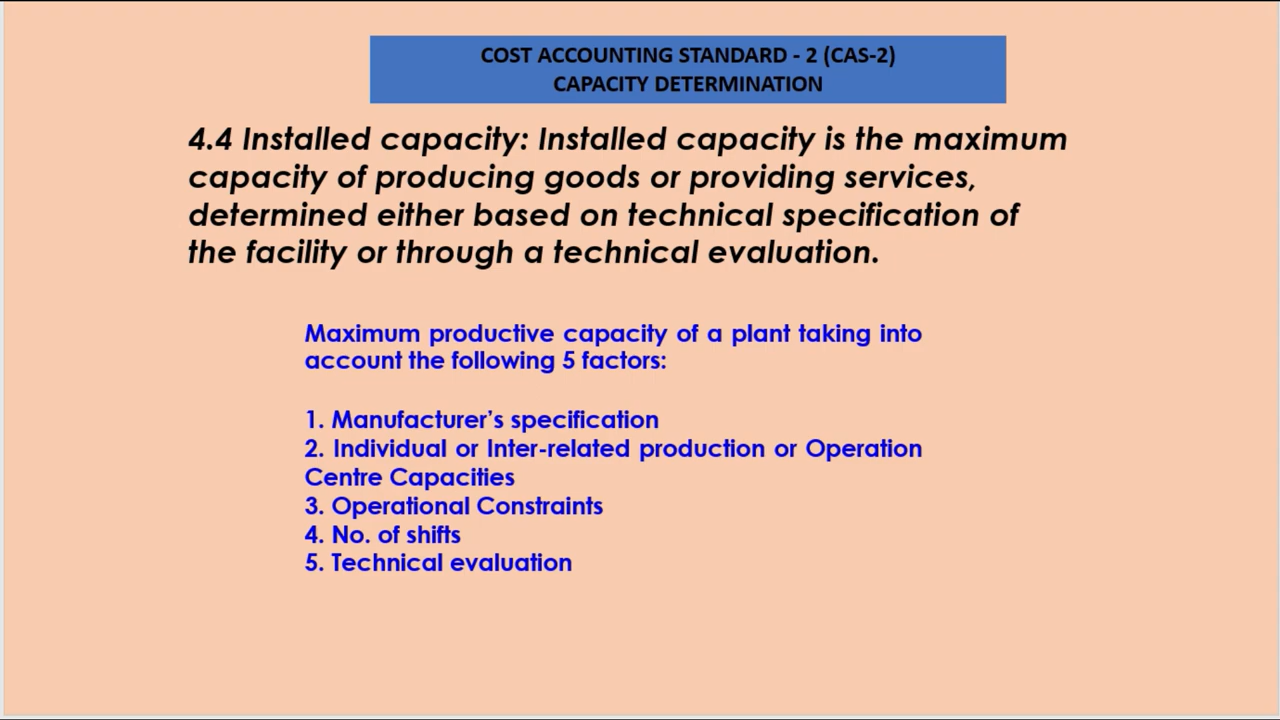 COST ACCOUNTING STANDARD - 2 (CAS-2)
CAPACITY DETERMINATION
4.4 Installed capacity: Installed capacity is the maximum
capacity of producing goods or providing services,
determined either based on technical specification of
the facility or through a technical evaluation.
Maximum productive capacity of a plant taking into
account the following 5 factors:
1. Manufacturer’s specification
2. Individual or Inter-related production or Operation
Centre Capacities
3. Operational Constraints
4. No. of shifts
5. Technical evaluation